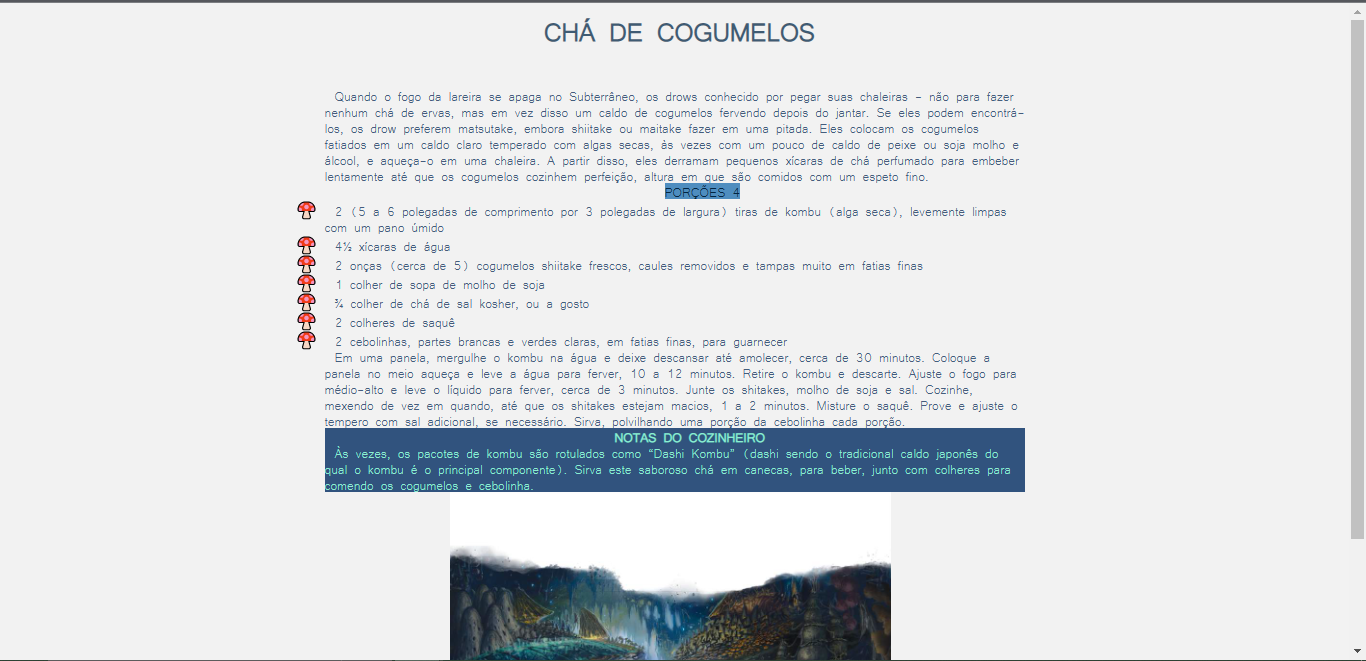 CHÁ DE COGUMELOS
Quando o fogo da lareira se apaga no Subterrâneo, os drows conhecido por pegar suas chaleiras - não para fazer
nenhum chá de ervas, mas em vez disso um caldo de cogumelos fervendo depois do jantar. Se eles podem encontrá-
los, os drow preferem matsutake, embora shiitake ou maitake fazer em uma pitada. Eles colocam os cogumelos
fatiados em um caldo claro temperado com algas secas, às vezes com um pouco de caldo de peixe ou soja molho e
álcool, e aqueça-o em uma chaleira. A partir disso, eles derramam pequenos xícaras de chá perfumado para embeber
lentamente até que os cogumelos cozinhem perfeição, altura em que são comidos com um espeto fino.
PORÇÕES 4
2 (5 a 6 polegadas de comprimento por 3 polegadas de largura) tiras de kombu (alga seca), levemente limpas
com um pano úmido
4½ xícaras de água
2 onças (cerca de 5) cogumelos shiitake frescos, caules removidos e tampas muito em fatias finas
1 colher de sopa de molho de soja
¾ colher de chá de sal kosher, ou a gosto
2 colheres de saquê
2 cebolinhas, partes brancas e verdes claras, em fatias finas, para guarnecer
Em uma panela, mergulhe o kombu na água e deixe descansar até amolecer, cerca de 30 minutos. Coloque a
panela no meio aqueça e leve a água para ferver, 10 a 12 minutos. Retire o kombu e descarte. Ajuste o fogo para
médio-alto e leve o líquido para ferver, cerca de 3 minutos. Junte os shitakes, molho de soja e sal. Cozinhe,
mexendo de vez em quando, até que os shitakes estejam macios, 1 a 2 minutos. Misture o saquê. Prove e ajuste o
tempero com sal adicional, se necessário. Sirva, polvilhando uma porção da cebolinha cada porção.
NOTAS DO COZINHEIRO
Às vezes, os pacotes de kombu são rotulados como “Dashi Kombu” (dashi sendo o tradicional caldo japonês do
qual o kombu é o principal componente). Sirva este saboroso chá em canecas, para beber, junto com colheres para
comendo os cogumelos e cebolinha.